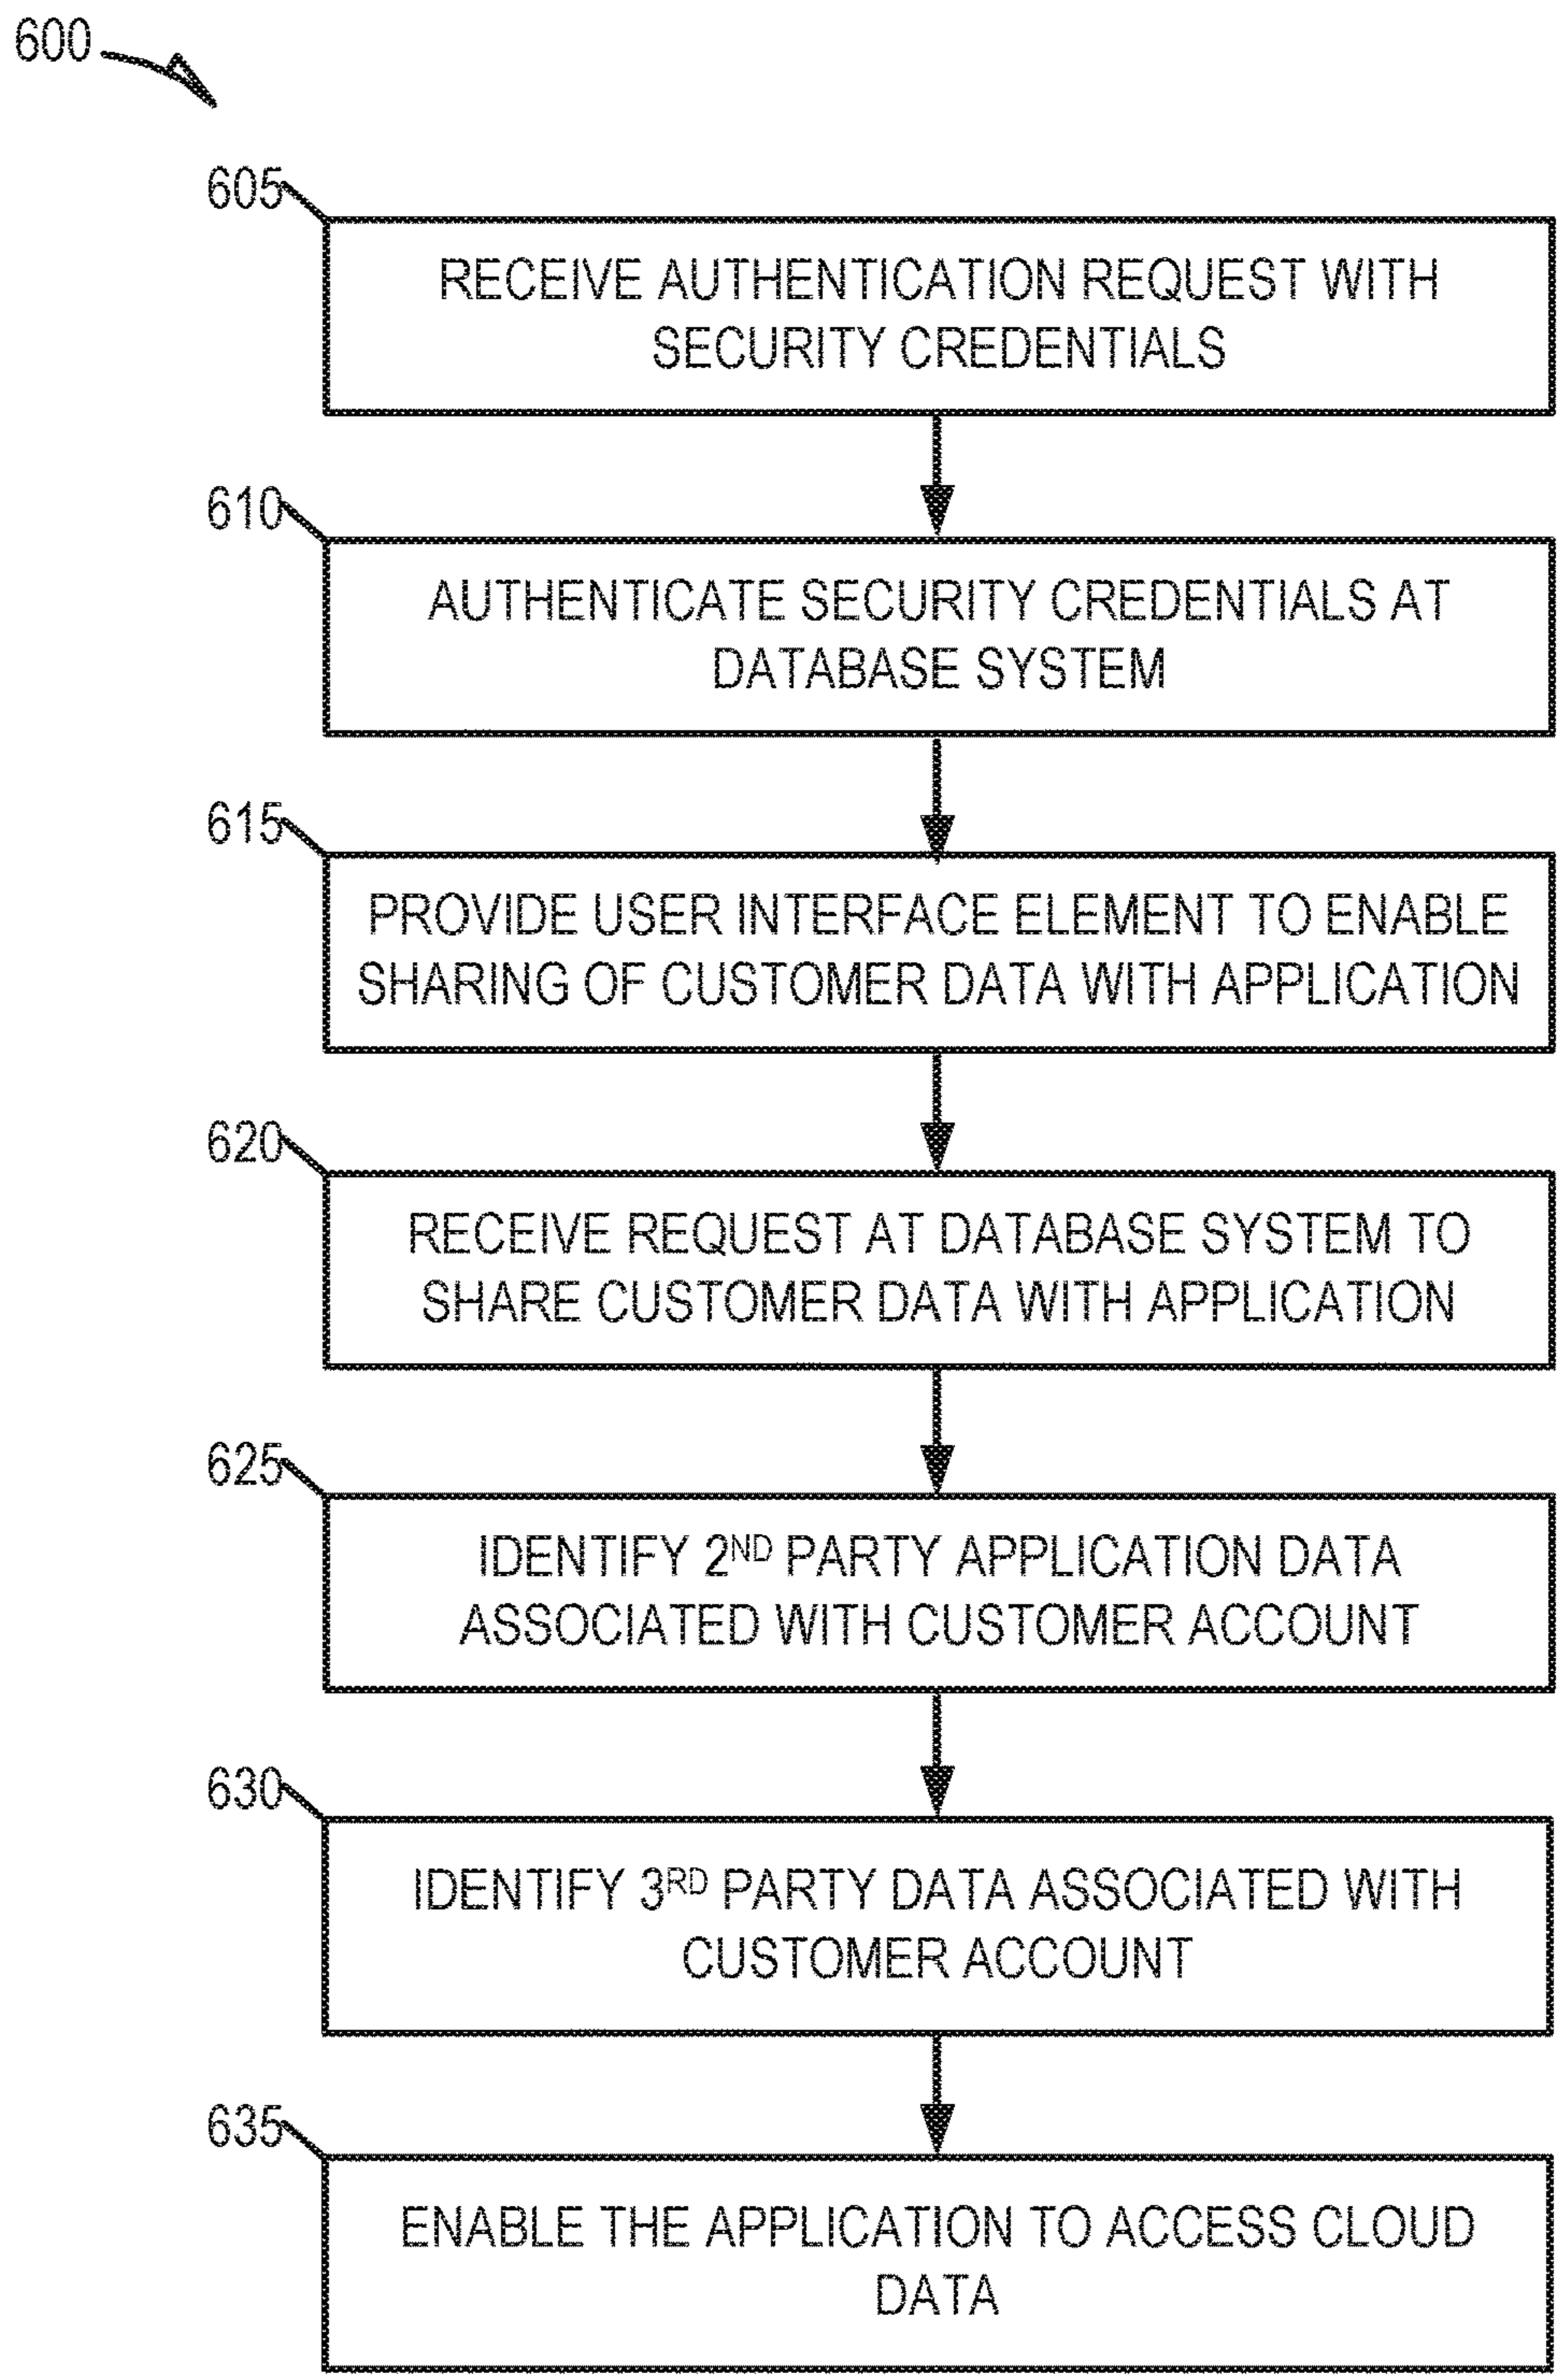 600
605
RECEIVE AUTHENTICATION REQUEST WITH
SECURITY CREDENTIALS
610
AUTHENTICATE SECURITY CREDENTIALS AT
DATABASE SYSTEM
615
PROVIDE USER INTERFACE ELEMENT TO ENABLE
SHARING OF CUSTOMER DATA WITH APPLICATION
620
RECEIVE REQUEST AT DATABASE SYSTEM TO
SHARE CUSTOMER DATA WITH APPLICATION
625
IDENTIFY 2ND PARTY APPLICATION DATA
ASSOCIATED WITH CUSTOMER ACCOUNT
630
IDENTIFY 3RD PARTY DATA ASSOCIATED WITH
CUSTOMER ACCOUNT
635
ENABLE THE APPLICATION TO ACCESS CLOUD
DATA